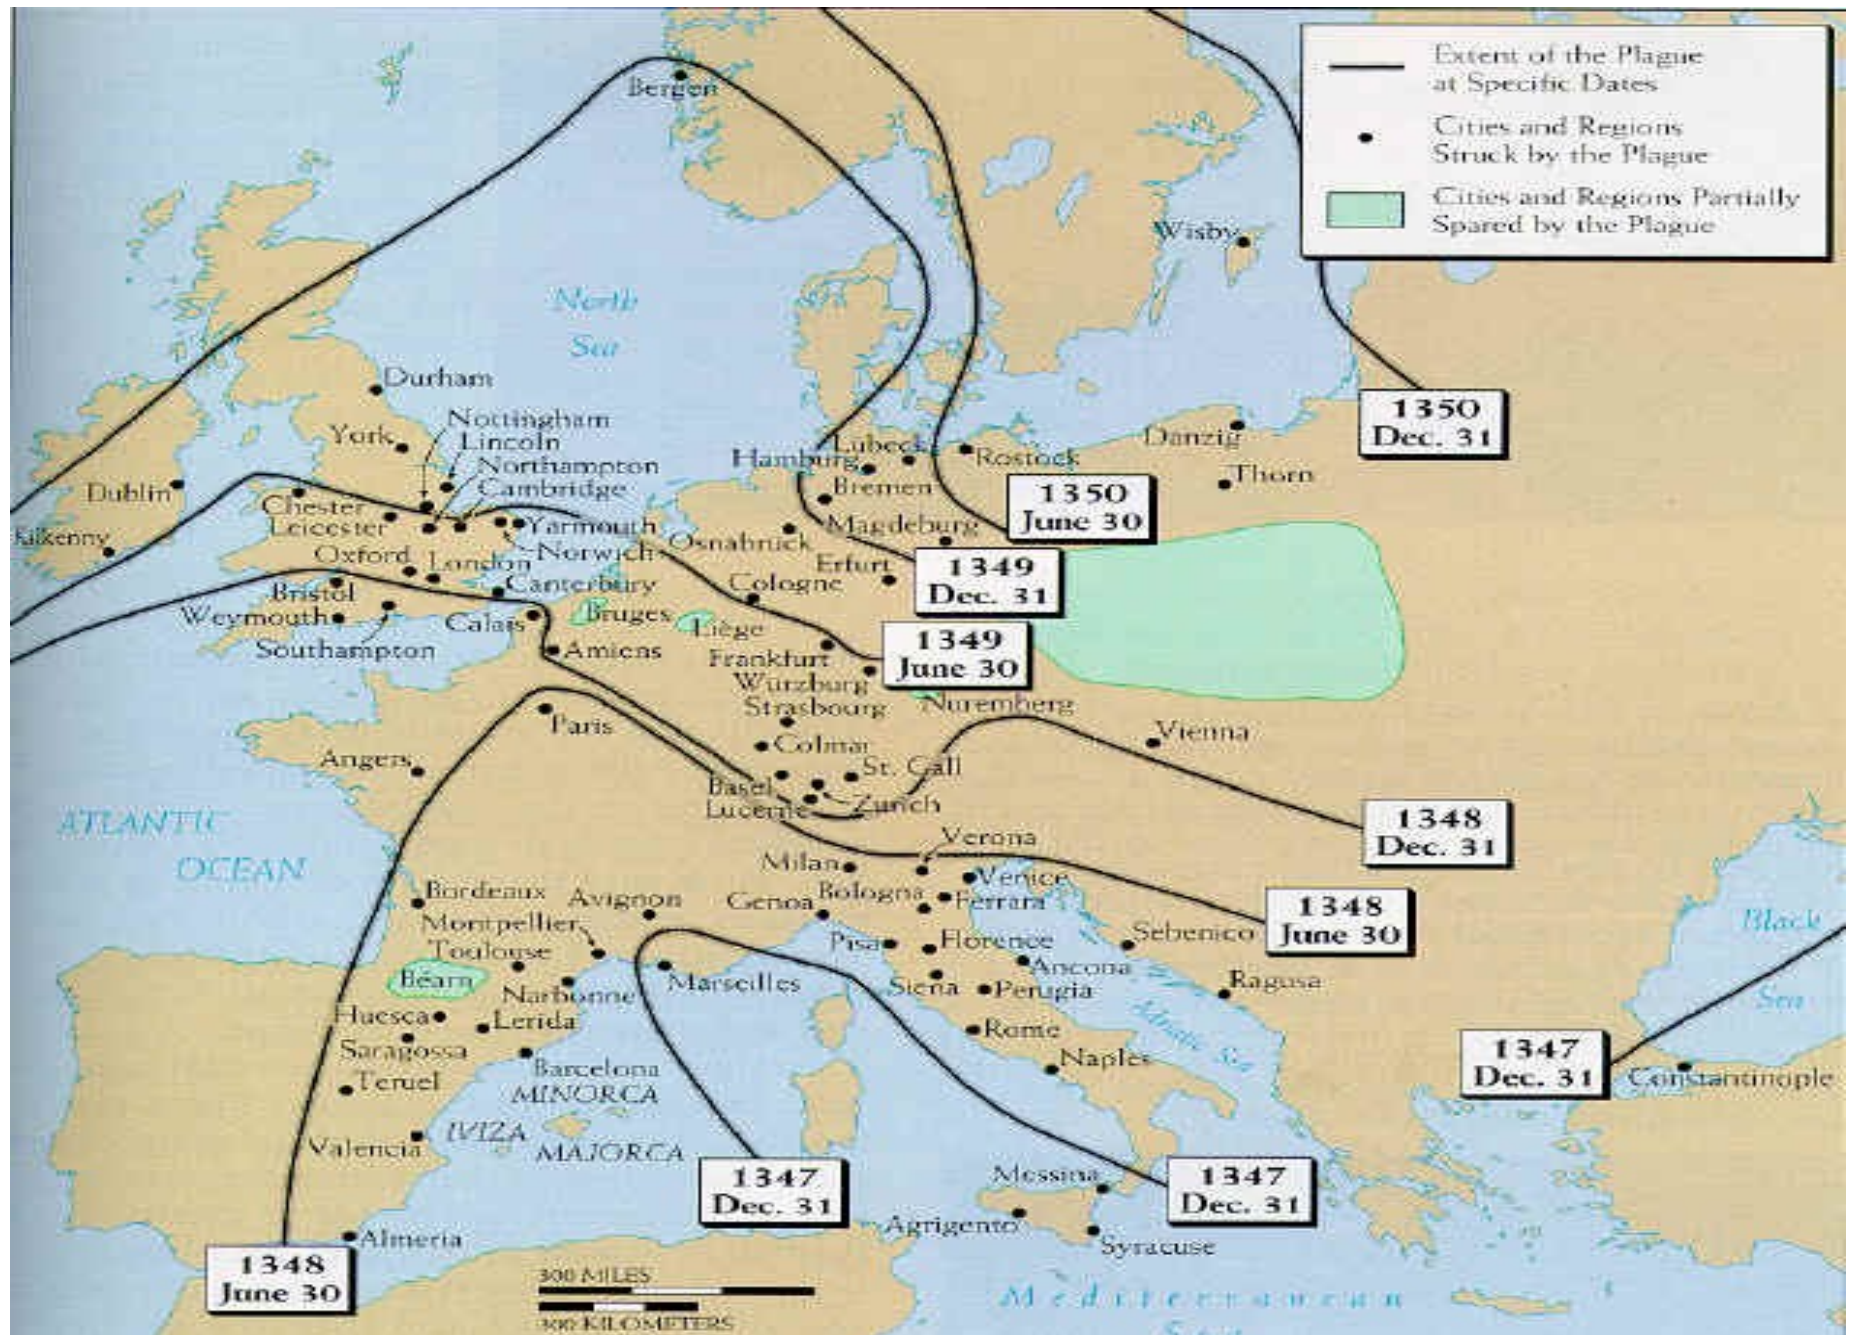 Extent of the Plague
at Specific Dates
Cities and Regions
Struck by the Plague
Cities and Regions Partially
Spared by the Plague
Bergen
Wisby
North
Sea
Durham
1350
Dec. 31
Nottingham
York
Lincoln
Danzig
Lübeck
Hamburg
Rostock
Northampton
Thorn
Dublin
Cambridge
Bremen
1350
June 30
Chester
Leicester
Yarmouth
Magdeburg
Kilkenny
Osnabrück
Norwich
Oxford
London
Erfurt
1349
Dec. 31
Canterbury
Cologne
Bristol
Weymouth
Calais
Bruges
Liège
Southampton
Amiens
Frankfurt
1349
June 30
Würzburg
Strasbourg
Nuremberg
Paris
Vienna
Colmar
Angers
St. Gall
Basel
Zurich
Lucerne
ATLANTIC
OCEAN
1348
Dec. 31
Verona
Milan
Venice
Bordeaux
Avignon
Genoa
Bologna
Ferrara
Montpellier
1348
June 30
Black
Sea
Toulouse
Pisa
Florence
Sebenico
Béarn
Marseilles
Ancona
Narbonne
Siena
Perugia
Ragusa
Huesca
Lerida
Adriatic Sea
Rome
Saragossa
Naples
1347
Dec. 31
Constantinople
Barcelona
Teruel
MINORCA
Valencia
IVIZA
MAJORCA
1347
Dec. 31
Messina
1347
Dec. 31
Agrigento
Almeria
Syracuse
1348
June 30
300 MILES
300 KILOMETERS
Mediterranean